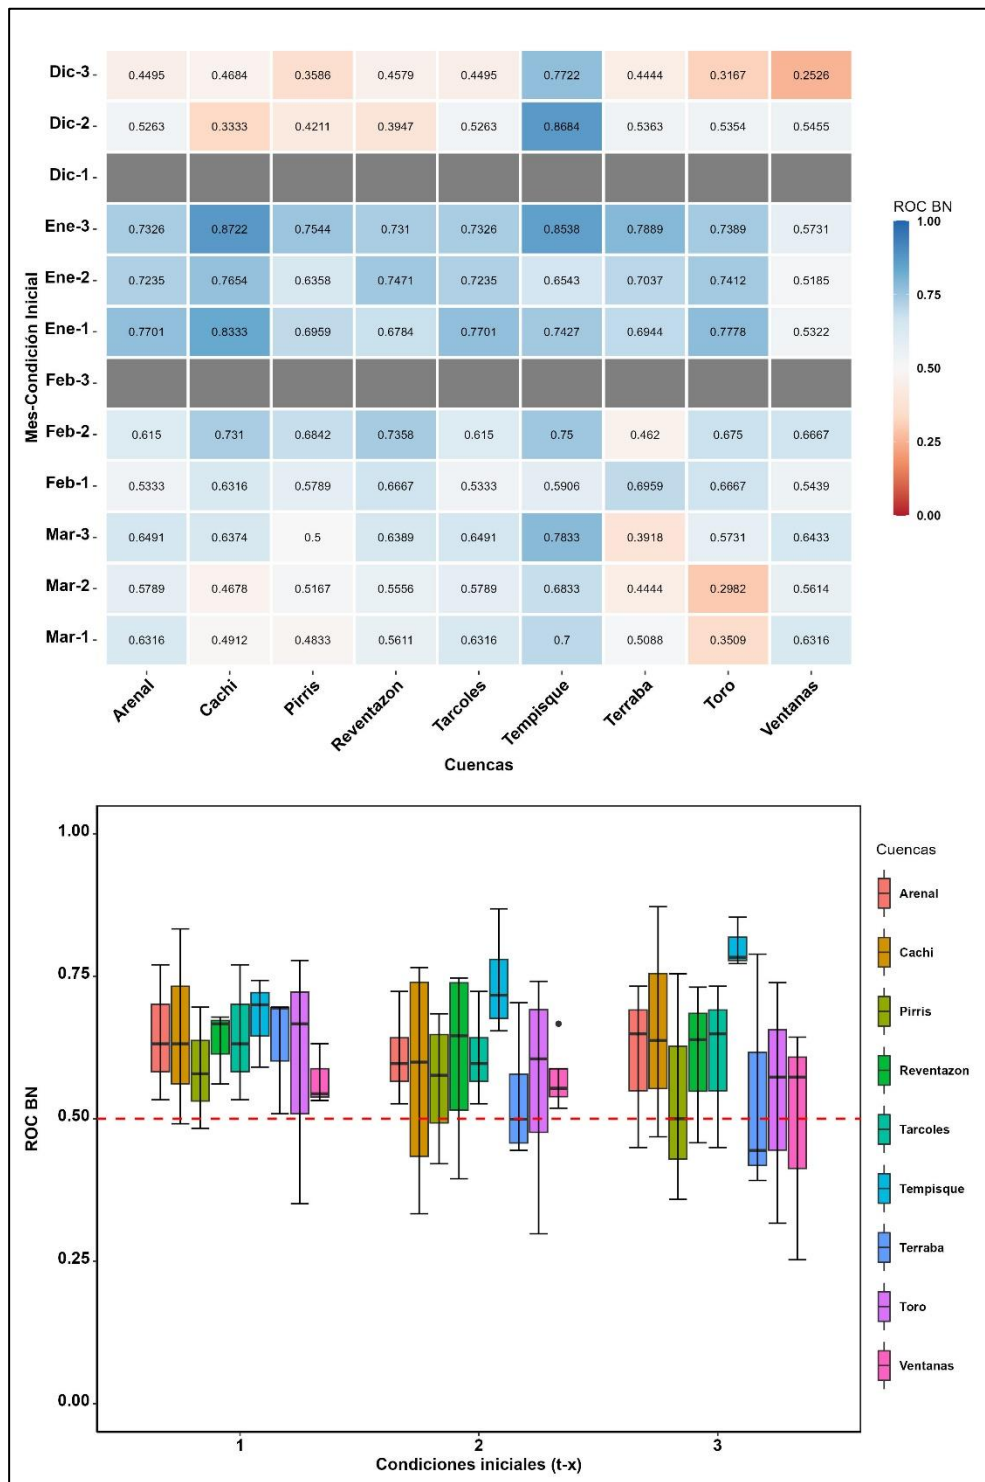 Dic-3
0.4495 0.4684 0.3586 0.4579 0.4495 0.7722 0.4444 0.3167 0.2526
Dic-2
0.5263 0.3333 0.4211 0.3947 0.5263 0.8684 0.5363 0.5354 0.5455
Dic-1
Ene-3
0.7326 0.8722 0.7544 0.731 0.7326 0.8538 0.7889 0.7389 0.5731
Ene-2
0.7235 0.7654 0.6358 0.7471 0.7235 0.6543 0.7037 0.7412 0.5185
Ene-1
0.7701 0.8333 0.6959 0.6784 0.7701 0.7427 0.6944 0.7778 0.5322
Feb-3
Feb-2
0.615 0.731 0.6842 0.7358 0.615 0.75 0.462 0.675 0.6667
Feb-1
0.5333 0.6316 0.5789 0.6667 0.5333 0.5906 0.6959 0.6667 0.5439
Mar-3
0.6491 0.6374 0.5 0.6389 0.6491 0.7833 0.3918 0.5731 0.6433
Mar-2
0.5789 0.4678 0.5167 0.5556 0.5789 0.6833 0.4444 0.2982 0.5614
Mar-1
0.6316 0.4912 0.4833 0.5611 0.6316 0.7 0.5088 0.3509 0.6316
Mes-Condición Inicial
Arenal
Cachi
Pirris
Reventazon
Tarcoles
Tempisque
Terraba
Toro
Ventanas
Cuencas
ROC BN
1.00
0.75
0.50
0.25
0.00
1.00
0.75
0.50
0.25
0.00
ROC BN
1 2 3
Condiciones iniciales (t-x)
Cuencas
Arenal
Cachi
Pirris
Reventazon
Tarcoles
Tempisque
Terraba
Toro
Ventanas